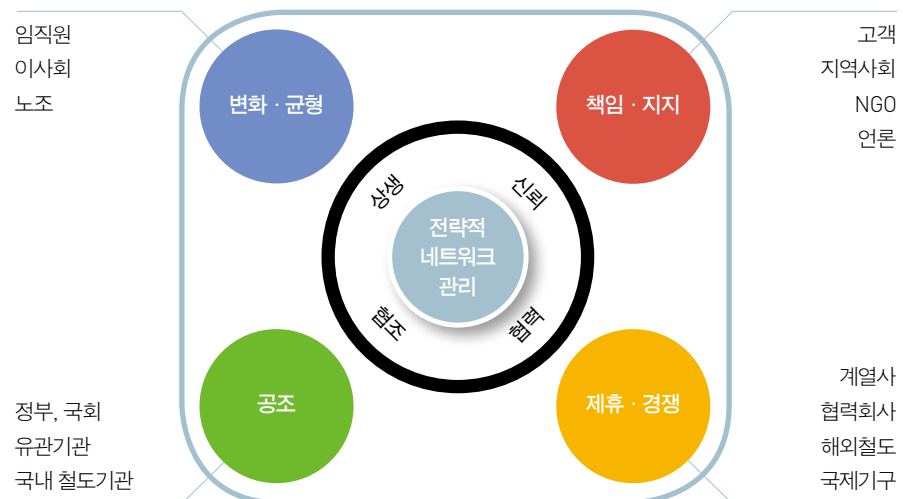 임직원
이사회
노조
변화 · 균형
책임 · 지지
고객
지역사회
NGO
언론
상생
신뢰
전략적
네트워크
관리
협조
협력
공조
제휴 · 경쟁
정부, 국회
유관기관
국내 철도기관
계열사
협력회사
해외철도
국제기구